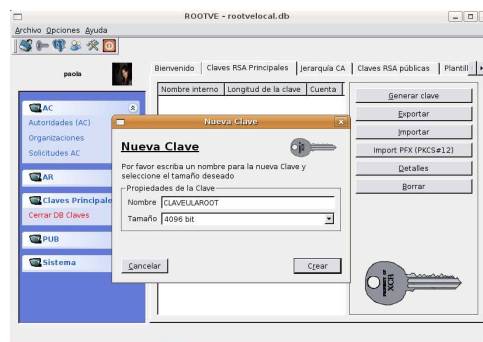 ROOTVE - rootvelocal.db
Archivo Opciones Ayuda
paola
Bienvenido Claves RSA Principales Jerarquía CA Claves RSA públicas Plantill
AC
Autoridades (AC)
Organizaciones
Solicitudes AC
AR
Claves Principale
Cerrar DB Claves
PUB
Sistema
Nombre interno Longitud de la clave Cuenta
Generar clave
Exportar
Importar
Import PFX (PKCS#12)
Detalles
Borrar
PROPERTY OF
XCR
Nueva Clave
Nueva Clave
Por favor escriba un nombre para la nueva Clave y
seleccione el tamaño deseado
Propiedades de la Clave
Nombre CLAVEULAROOT
Tamaño 4096 bit
Cancelar Crear